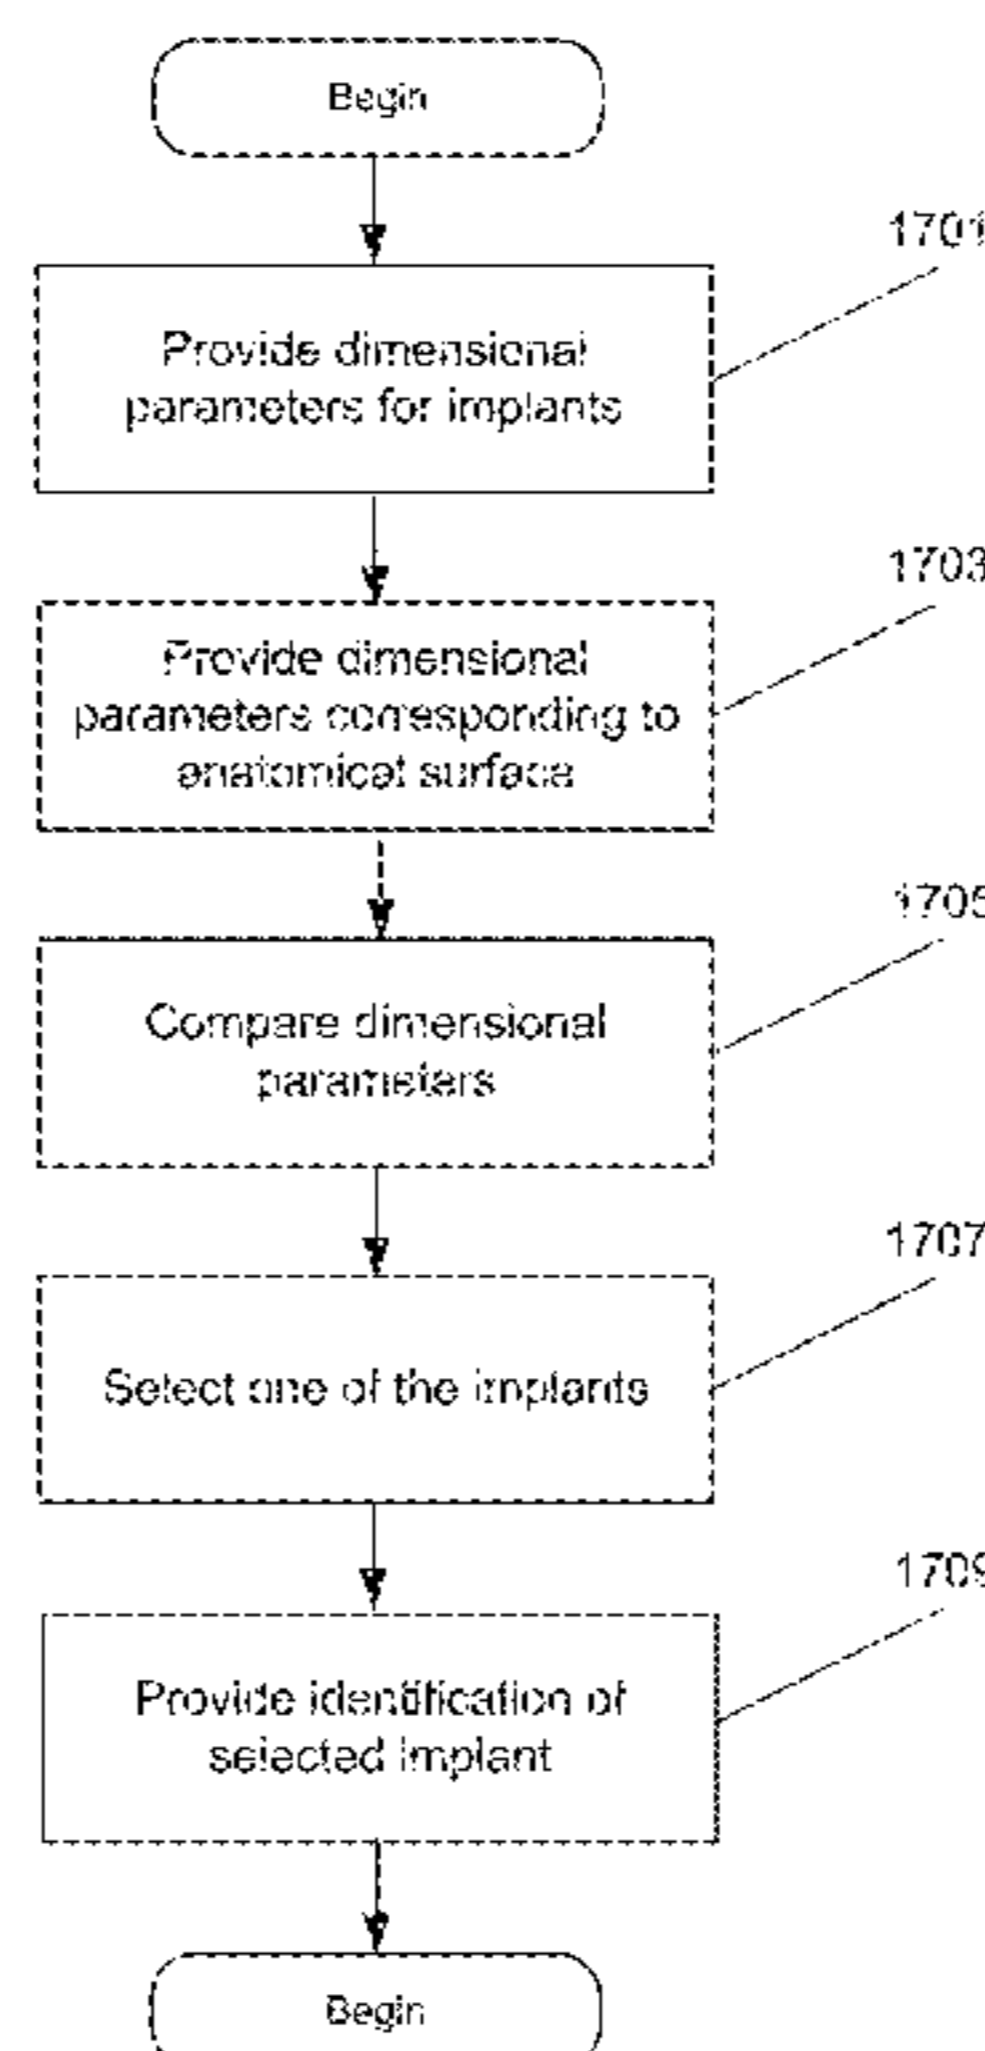 Begin
1701
Provide dimensional
parameters for implants
1703
Provide dimensional
parameters corresponding to
anatomical surface
1705
Compare dimensional
parameters
1707
Select one of the implants
1709
Provide identification of
selected implant
Begin